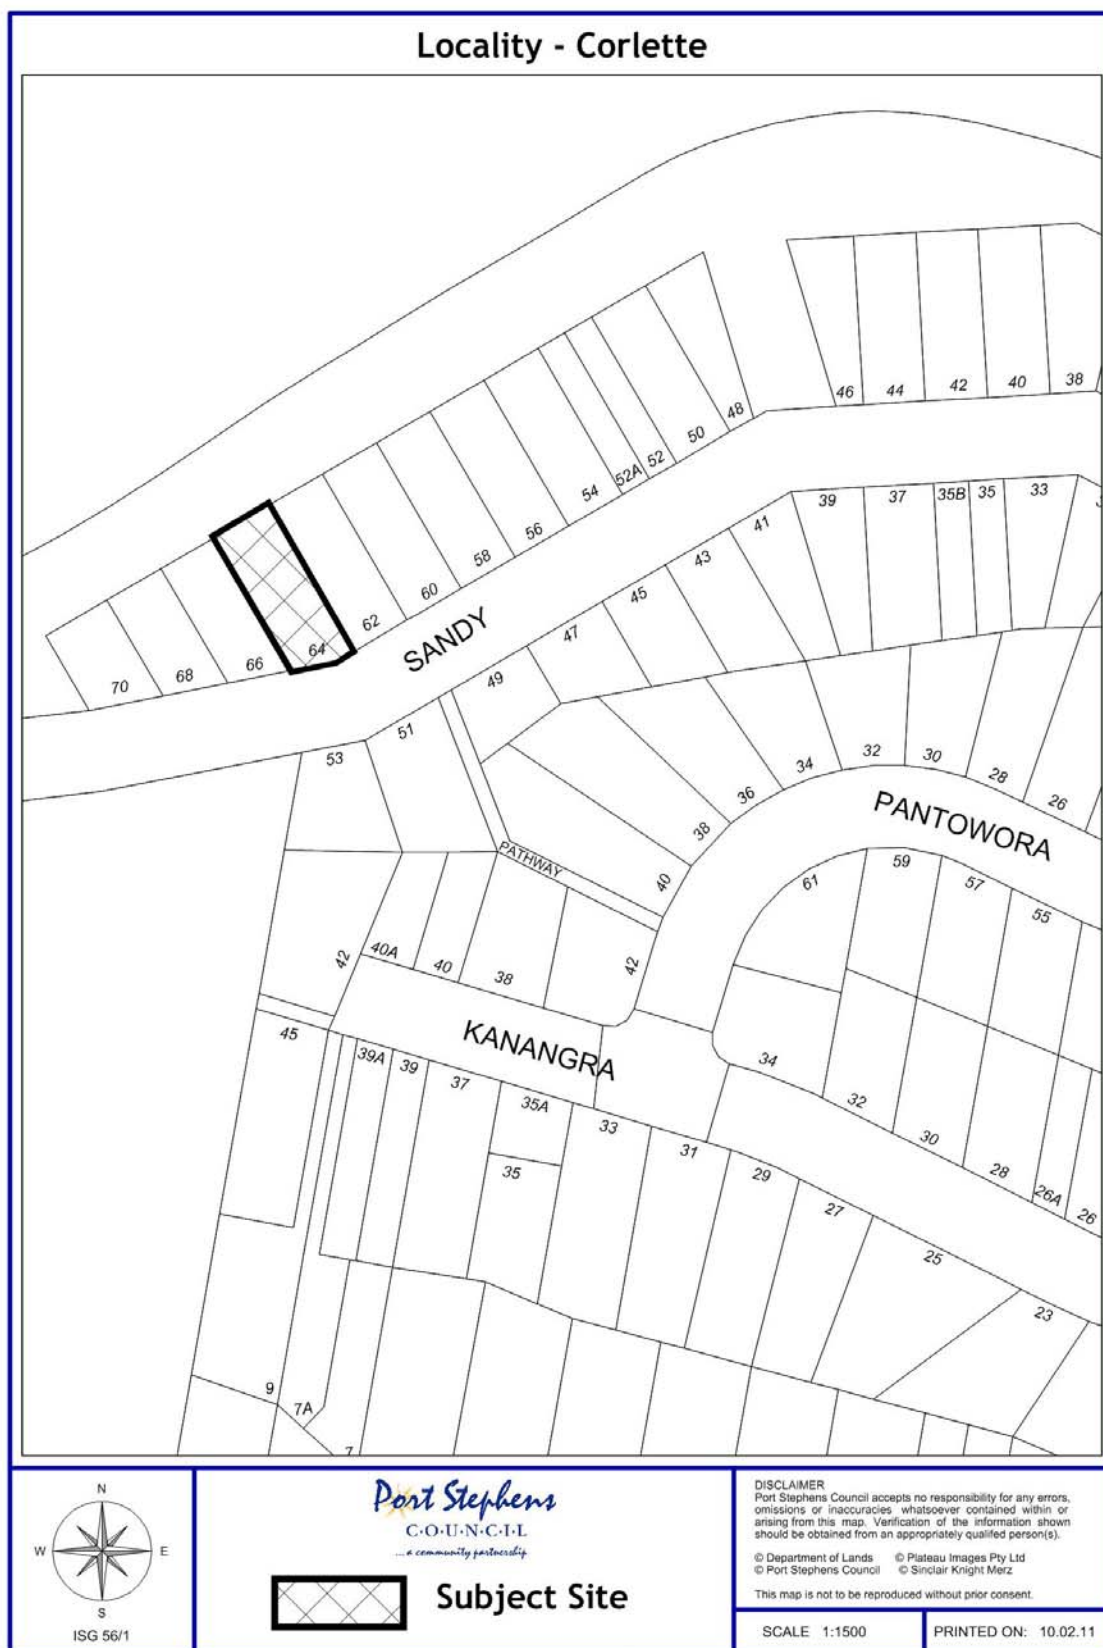 Locality - Corlette
46
44
42
40
38
48
50
52
52A
54
56
58
60
62
64
66
68
70
SANDY
39
37
35B
35
33
41
43
45
47
49
51
53
32
30
28
26
34
36
38
40
42
PANTOWORA
PATHWAY
61
59
57
55
42
40A
40
38
KANANGRA
45
39A
39
37
35A
35
33
31
29
27
25
23
34
32
30
28
26A
26
9
7A
7
N
W
E
S
ISG 56/1
Port Stephens
C·O·U·N·C·I·L
... a community partnership
Subject Site
DISCLAIMER
Port Stephens Council accepts no responsibility for any errors,
omissions or inaccuracies whatsoever contained within or
arising from this map. Verification of the information shown
should be obtained from an appropriately qualifed person(s).
© Department of Lands © Plateau Images Pty Ltd
© Port Stephens Council © Sinclair Knight Merz
This map is not to be reproduced without prior consent.
SCALE 1:1500
PRINTED ON: 10.02.11